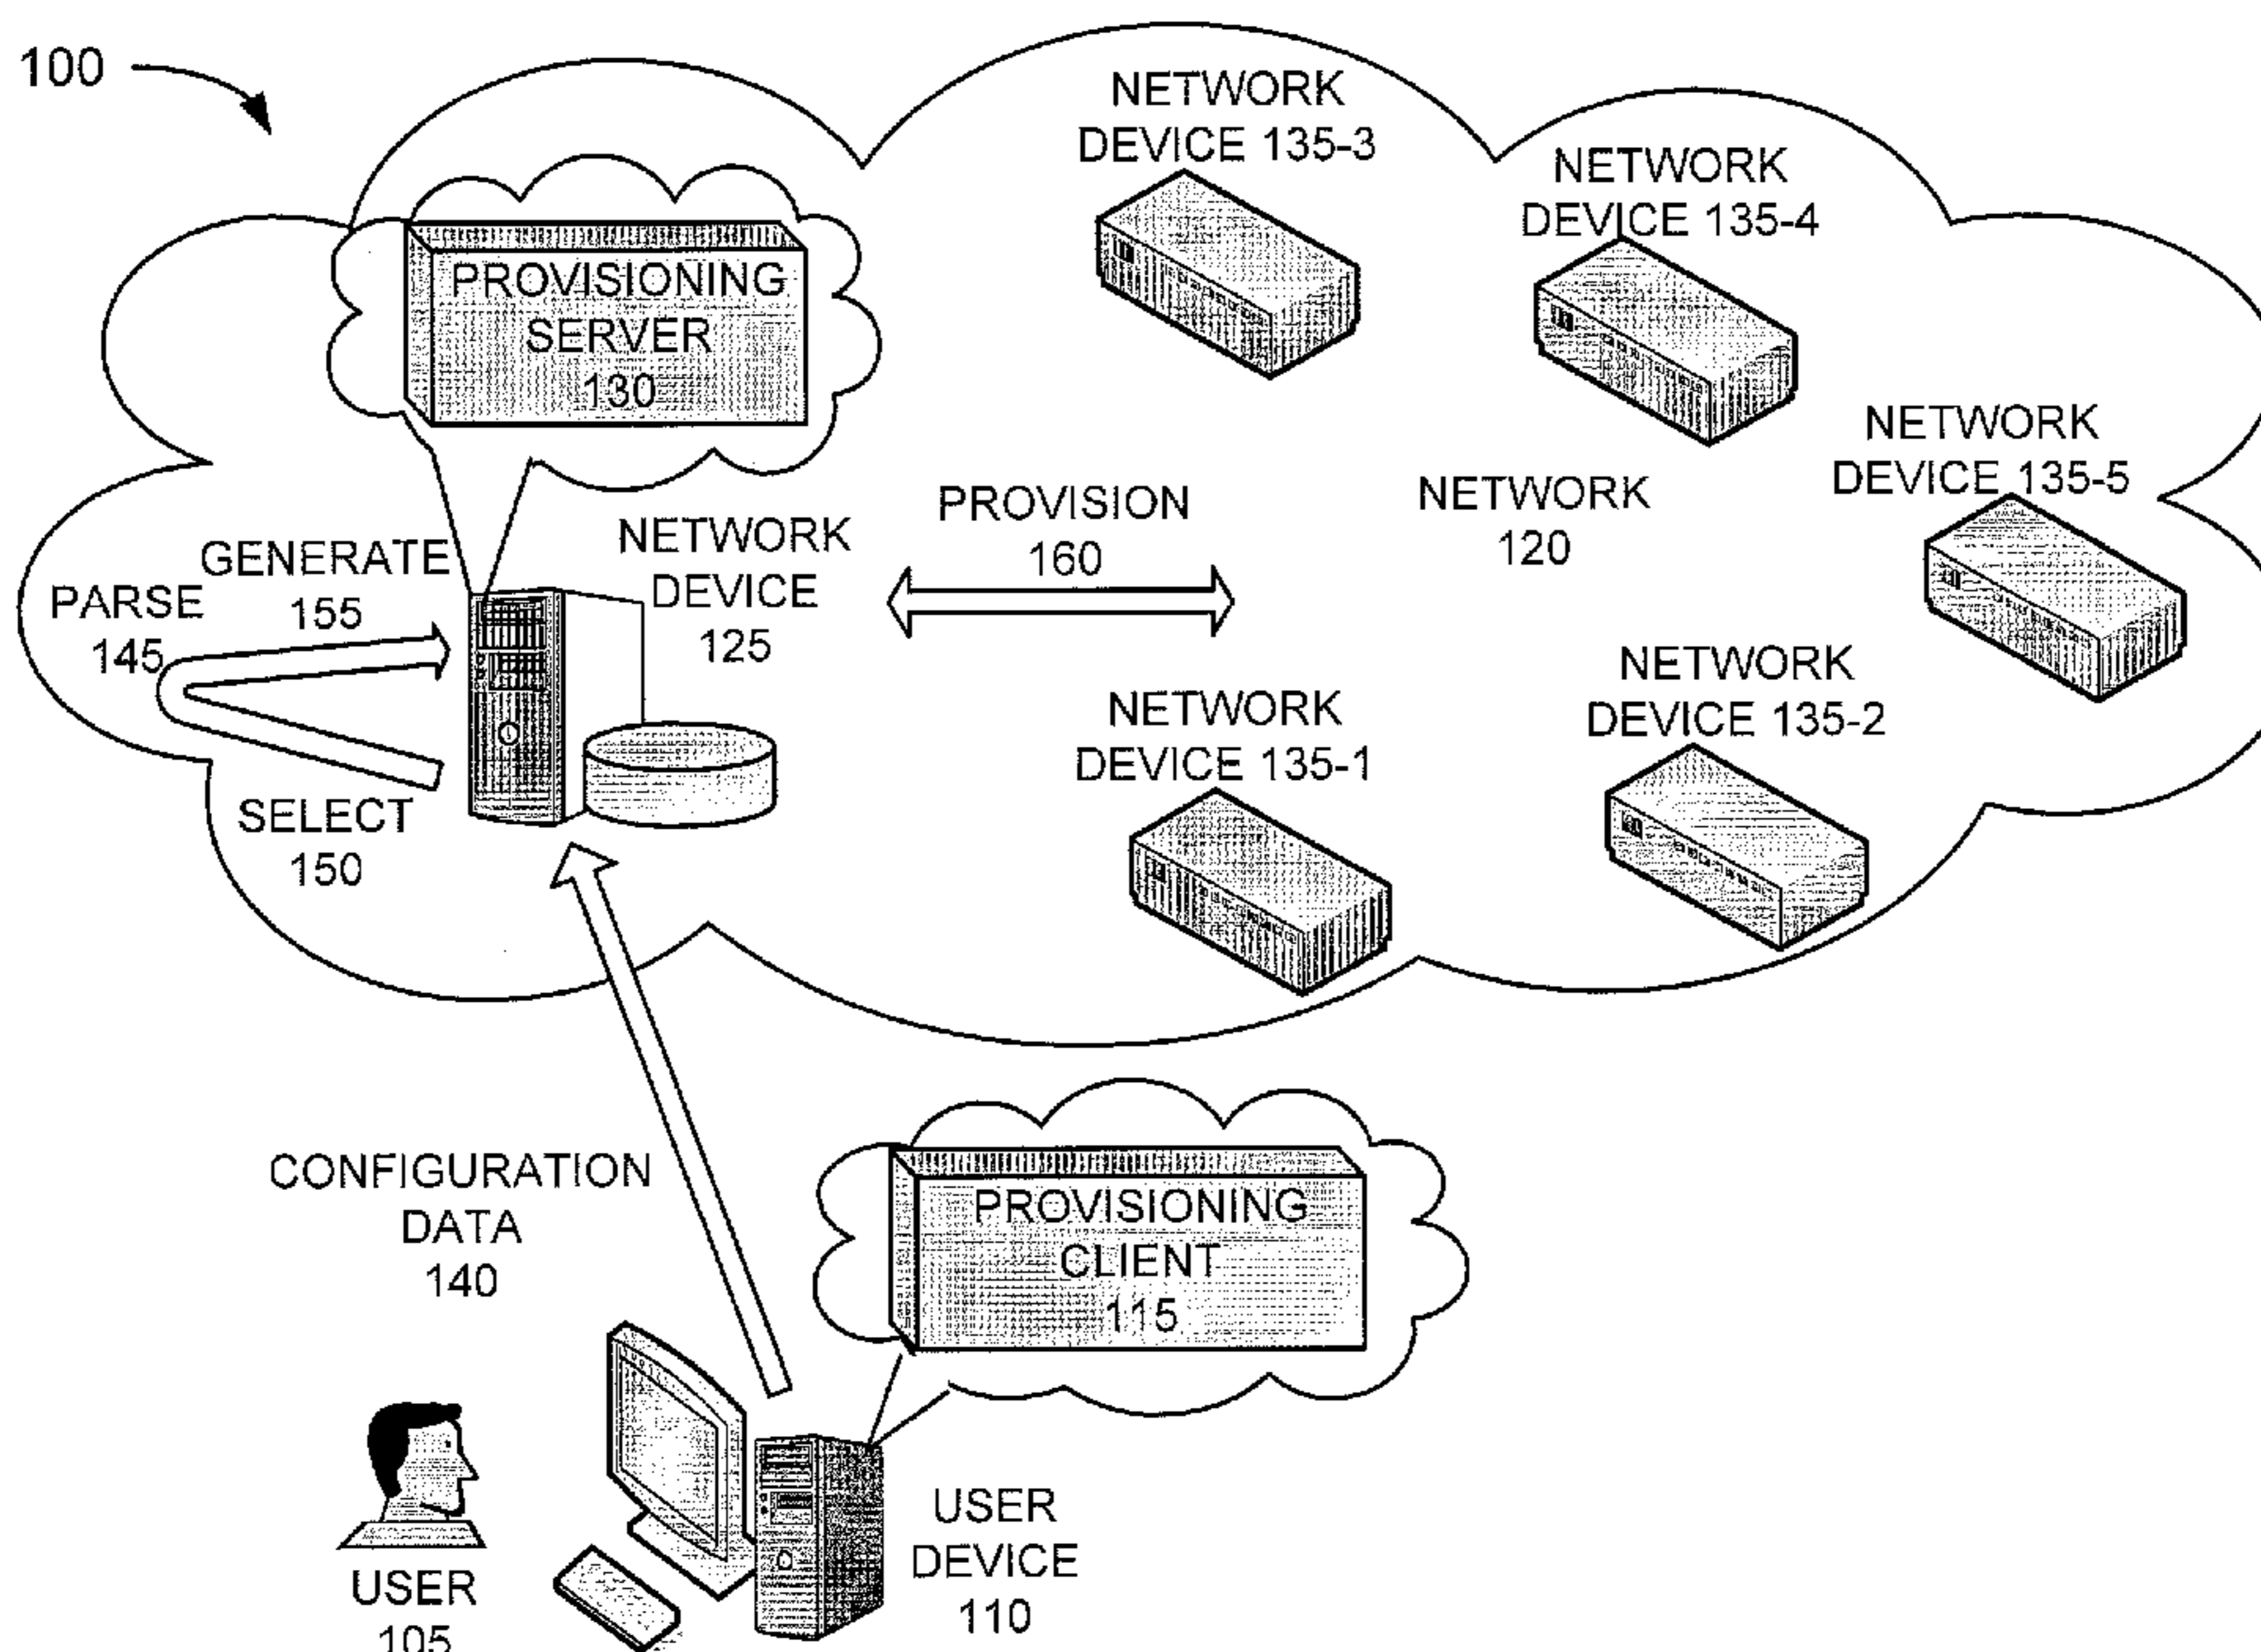 100
NETWORK
DEVICE 135-3
NETWORK
DEVICE 135-4
PROVISIONING
SERVER
130
NETWORK
DEVICE 135-5
NETWORK
120
PROVISION
160
NETWORK
DEVICE
125
GENERATE
155
PARSE
145
SELECT
150
NETWORK
DEVICE 135-2
NETWORK
DEVICE 135-1
CONFIGURATION
DATA
140
PROVISIONING
CLIENT
115
USER
DEVICE
110
USER
105